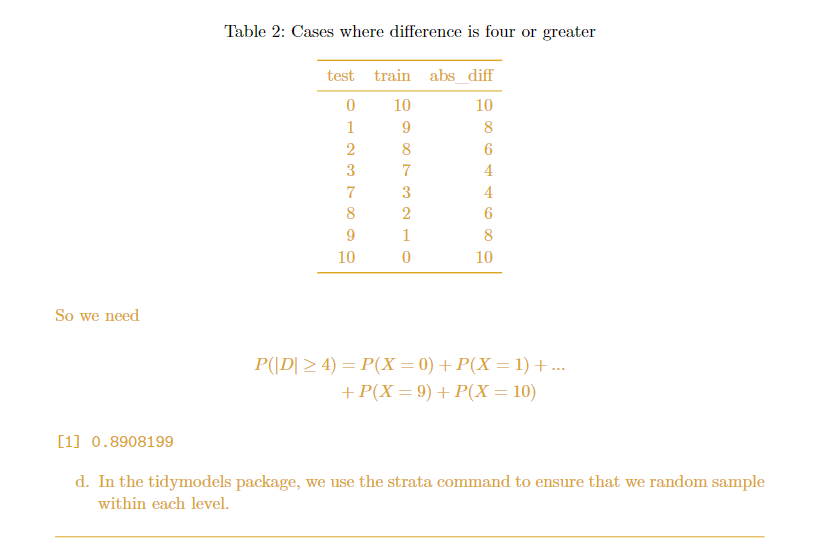 Table 2: Cases where difference is four or greater
test train abs_diff
0 10 10
1 9 8
2 8 6
3 7 4
7 3 4
8 2 6
9 1 8
10 0 10
So we need
P(|D| ≥ 4) = P(X = 0) + P(X = 1) + ...
+ P(X = 9) + P(X = 10)
[1] 0.8908199
d. In the tidymodels package, we use the strata command to ensure that we random sample
within each level.